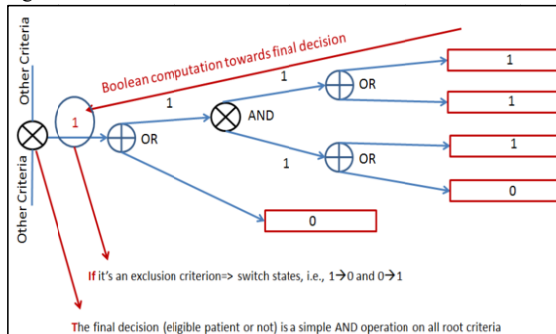 Other Criteria
Other Criteria
Boolean computation towards final decision
1
1
1
1
1
OR
AND
OR
1
1
OR
1
0
0
If it's an exclusion criterion=> switch states, i.e., 1→0 and 0→1
The final decision (eligible patient or not) is a simple AND operation on all root criteria